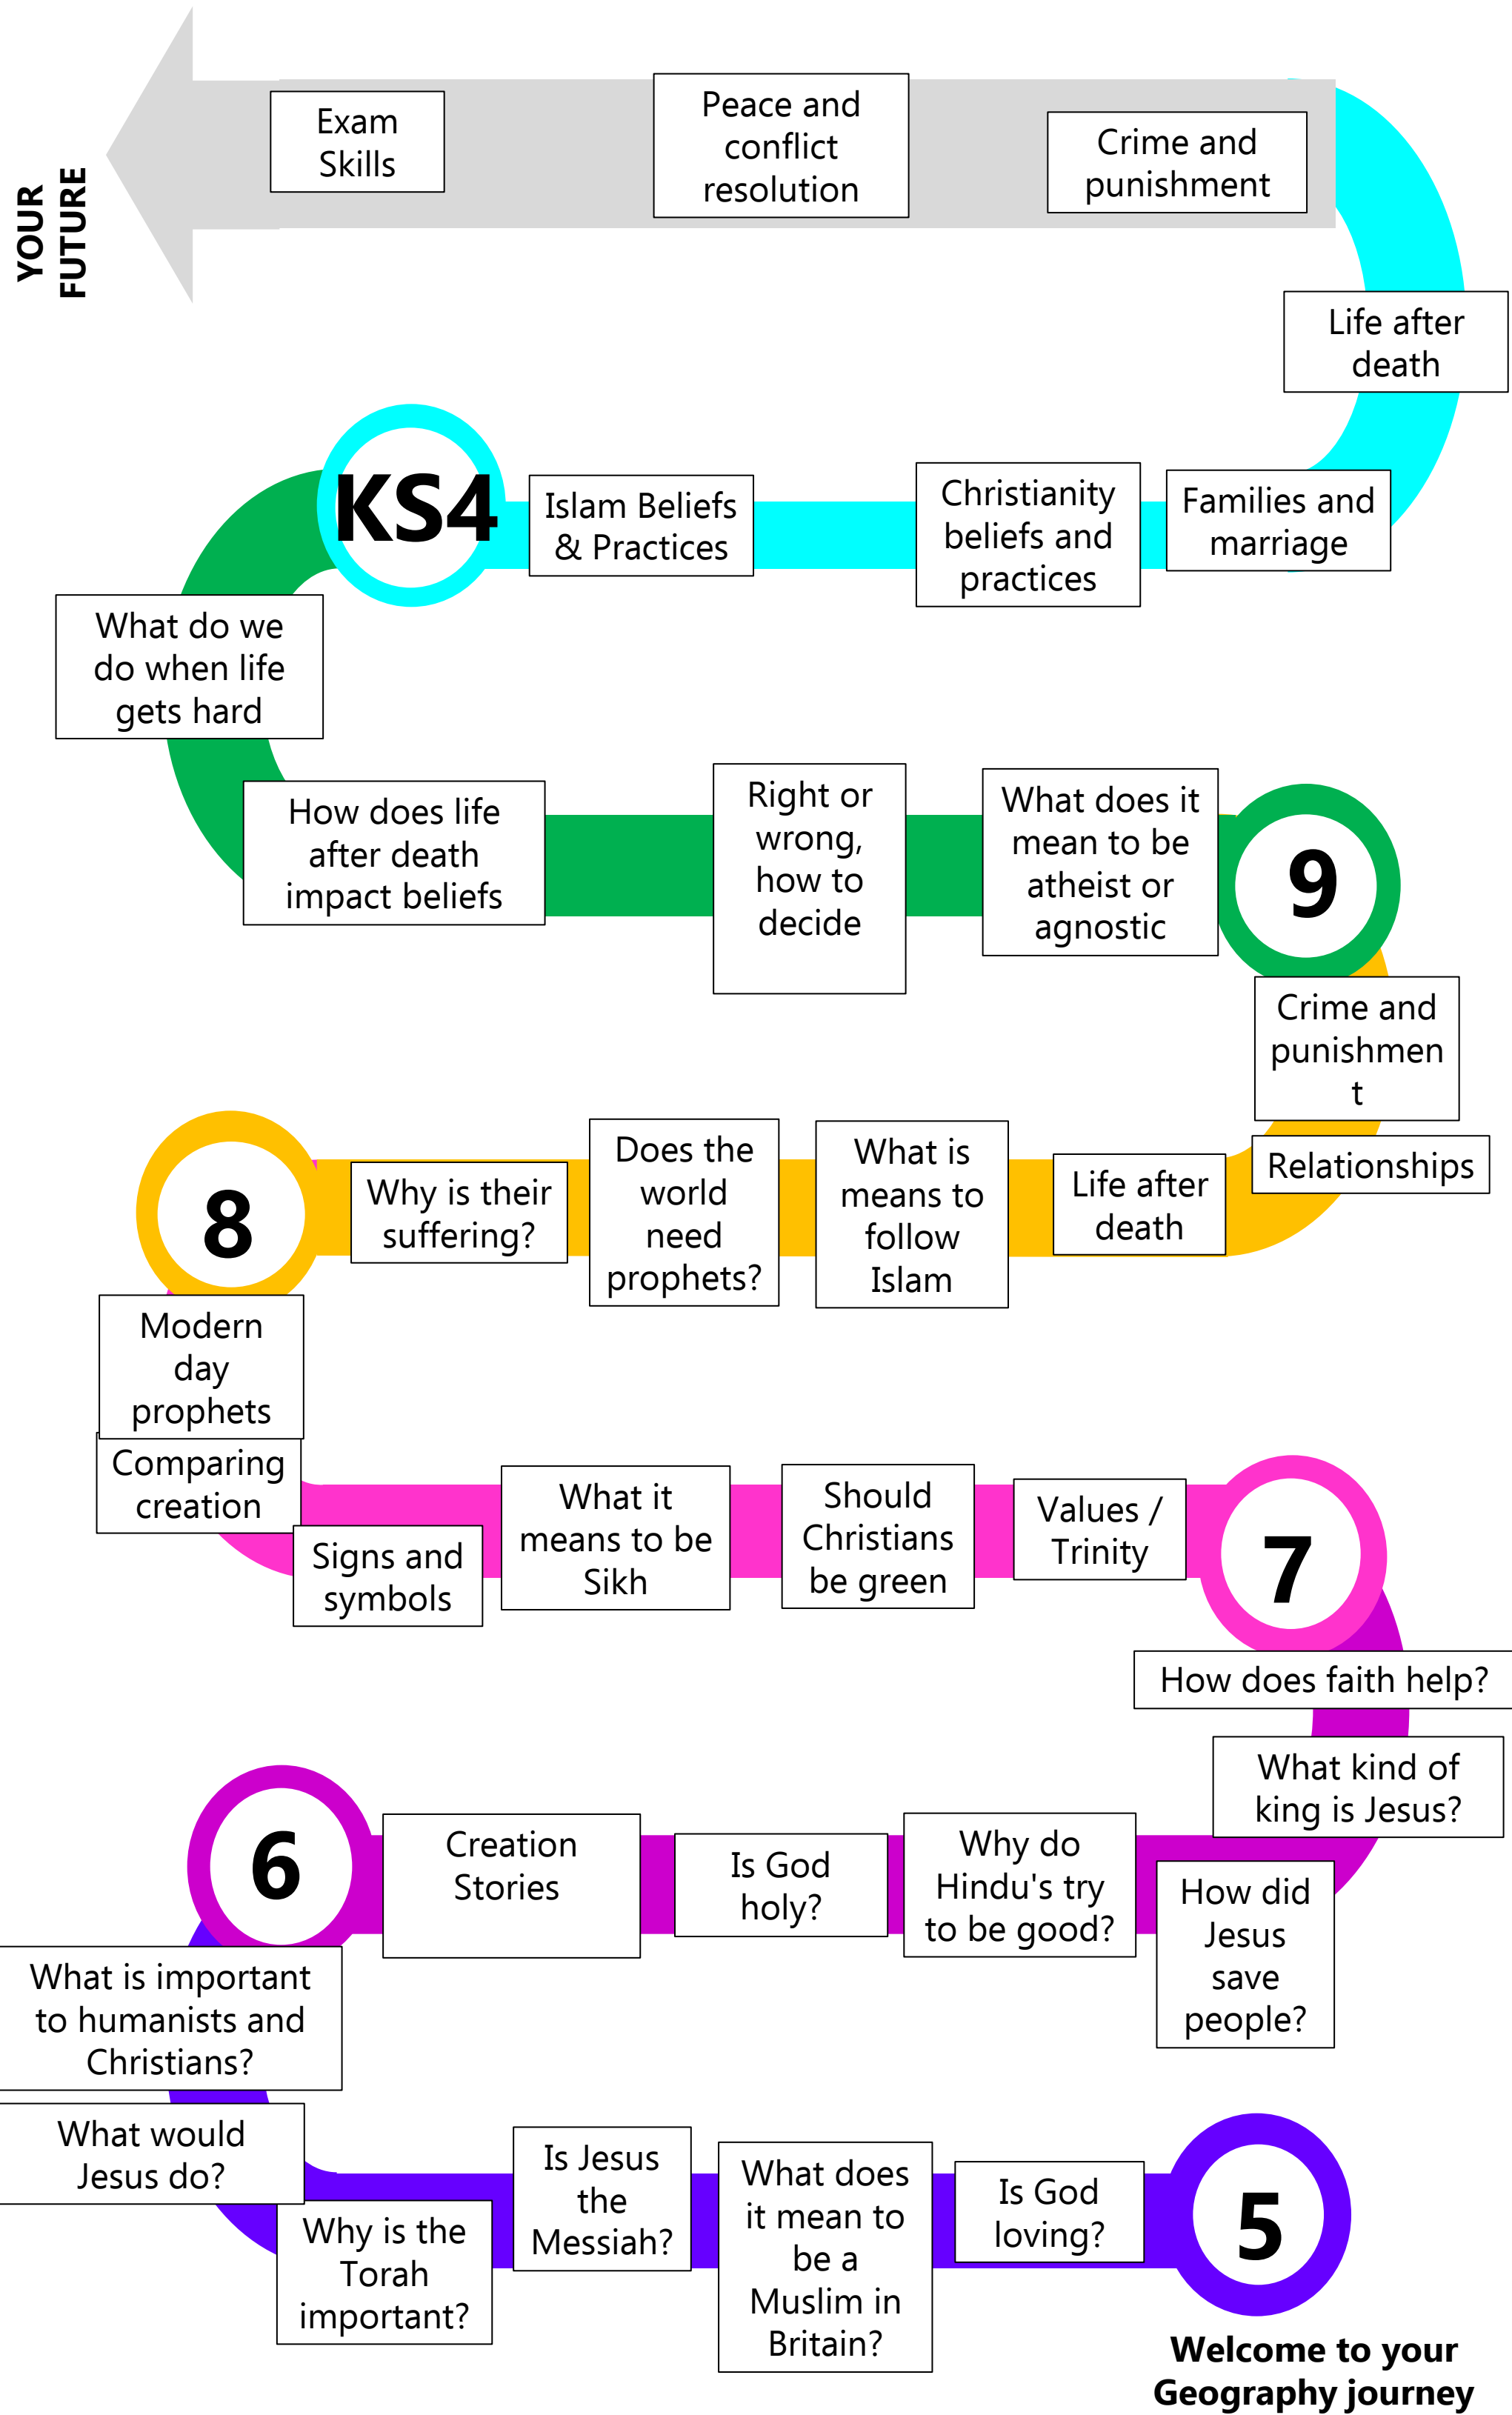 Exam
Skills
Peace and
conflict
resolution
Crime and
punishment
YOUR
FUTURE
Life after
death
KS4
Islam Beliefs
& Practices
Christianity
beliefs and
practices
Families and
marriage
What do we
do when life
gets hard
How does life
after death
impact beliefs
Right or
wrong,
how to
decide
What does it
mean to be
atheist or
agnostic
9
Crime and
punishmen
t
Relationships
8
Why is their
suffering?
Does the
world
need
prophets?
What is
means to
follow
Islam
Life after
death
Modern
day
prophets
Comparing
creation
Signs and
symbols
What it
means to be
Sikh
Should
Christians
be green
Values /
Trinity
7
How does faith help?
What kind of
king is Jesus?
6
Creation
Stories
Is God
holy?
Why do
Hindu's try
to be good?
How did
Jesus
save
people?
What is important
to humanists and
Christians?
What would
Jesus do?
Why is the
Torah
important?
Is Jesus
the
Messiah?
What does
it mean to
be a
Muslim in
Britain?
Is God
loving?
5
Welcome to your
Geography journey